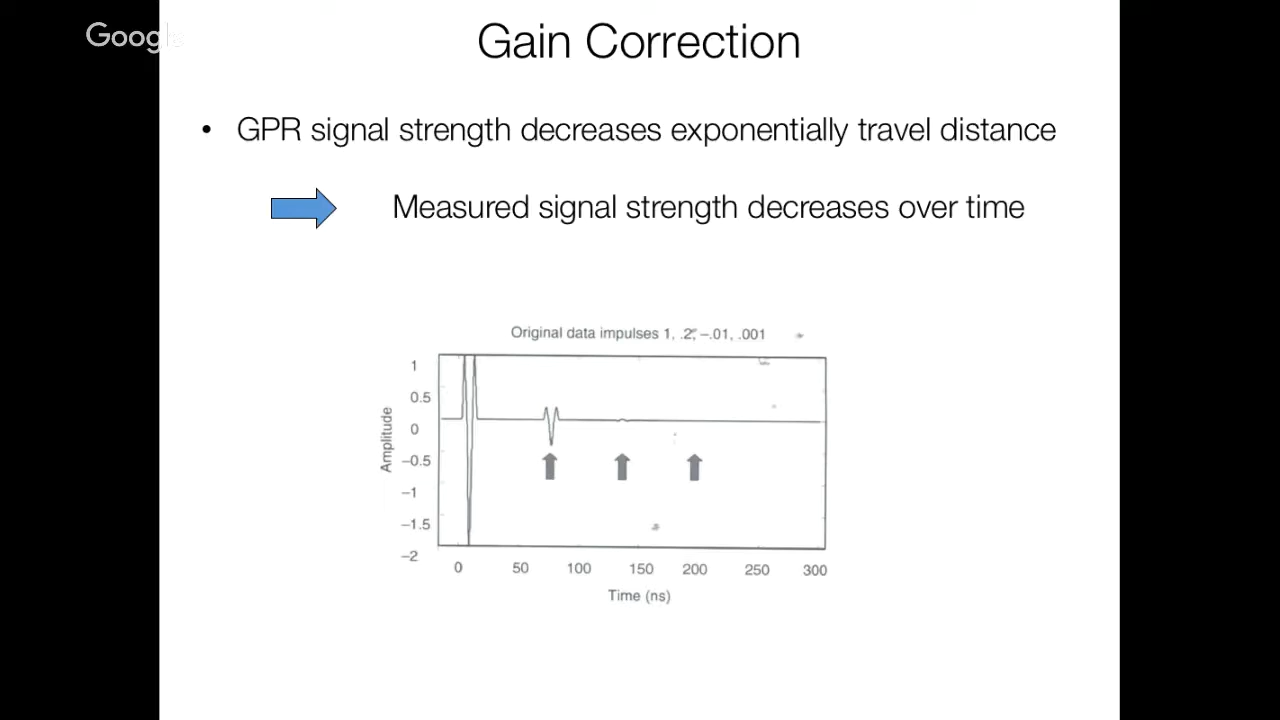 Google
Gain Correction
• GPR signal strength decreases exponentially travel distance
Measured signal strength decreases over time
Original data impulses 1, .2, –.01, .001
1
0.5
0
–0.5
–1
–1.5
–2
Amplitude
0 50 100 150 200 250 300
Time (ns)